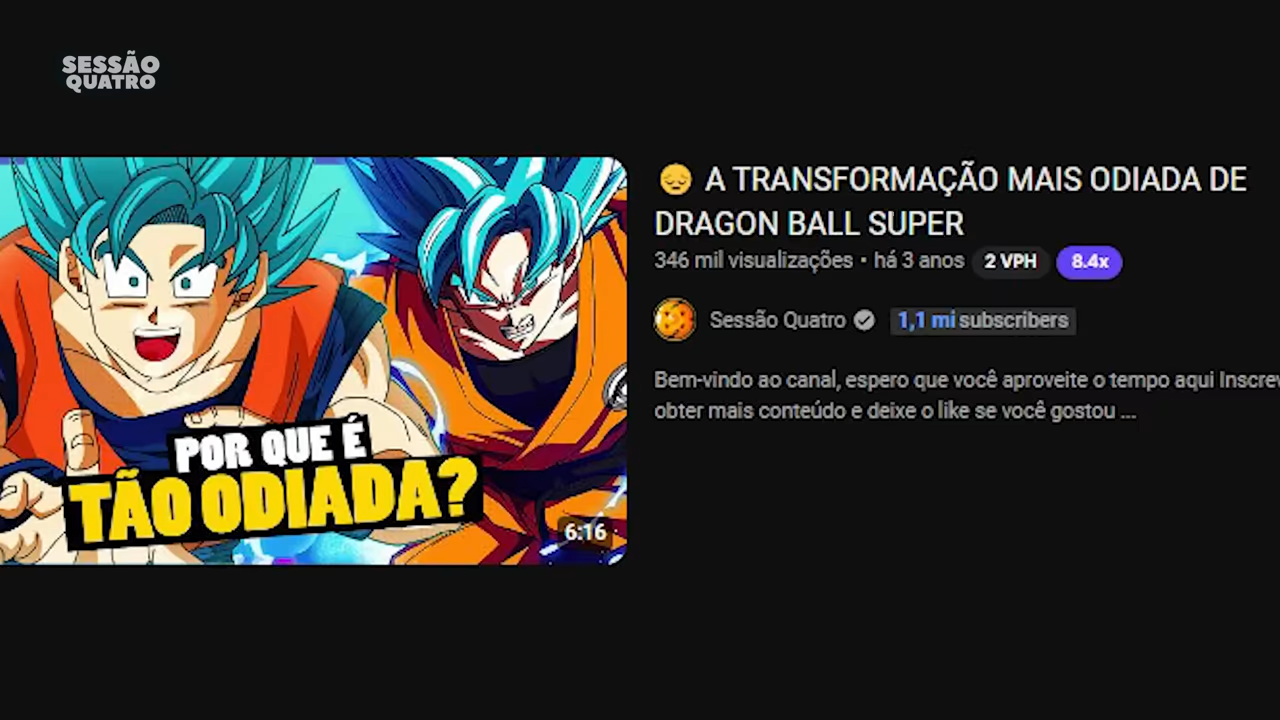 SESSÃO
QUATRO
😔 A TRANSFORMAÇÃO MAIS ODIADA DE
DRAGON BALL SUPER
346 mil visualizações • há 3 anos 2 VPH 8.4x
Sessão Quatro 1,1 mi subscribers
Bem-vindo ao canal, espero que você aproveite o tempo aqui Inscrev
obter mais conteúdo e deixe o like se você gostou ...
POR QUE É
TÃO ODIADA?
6:16